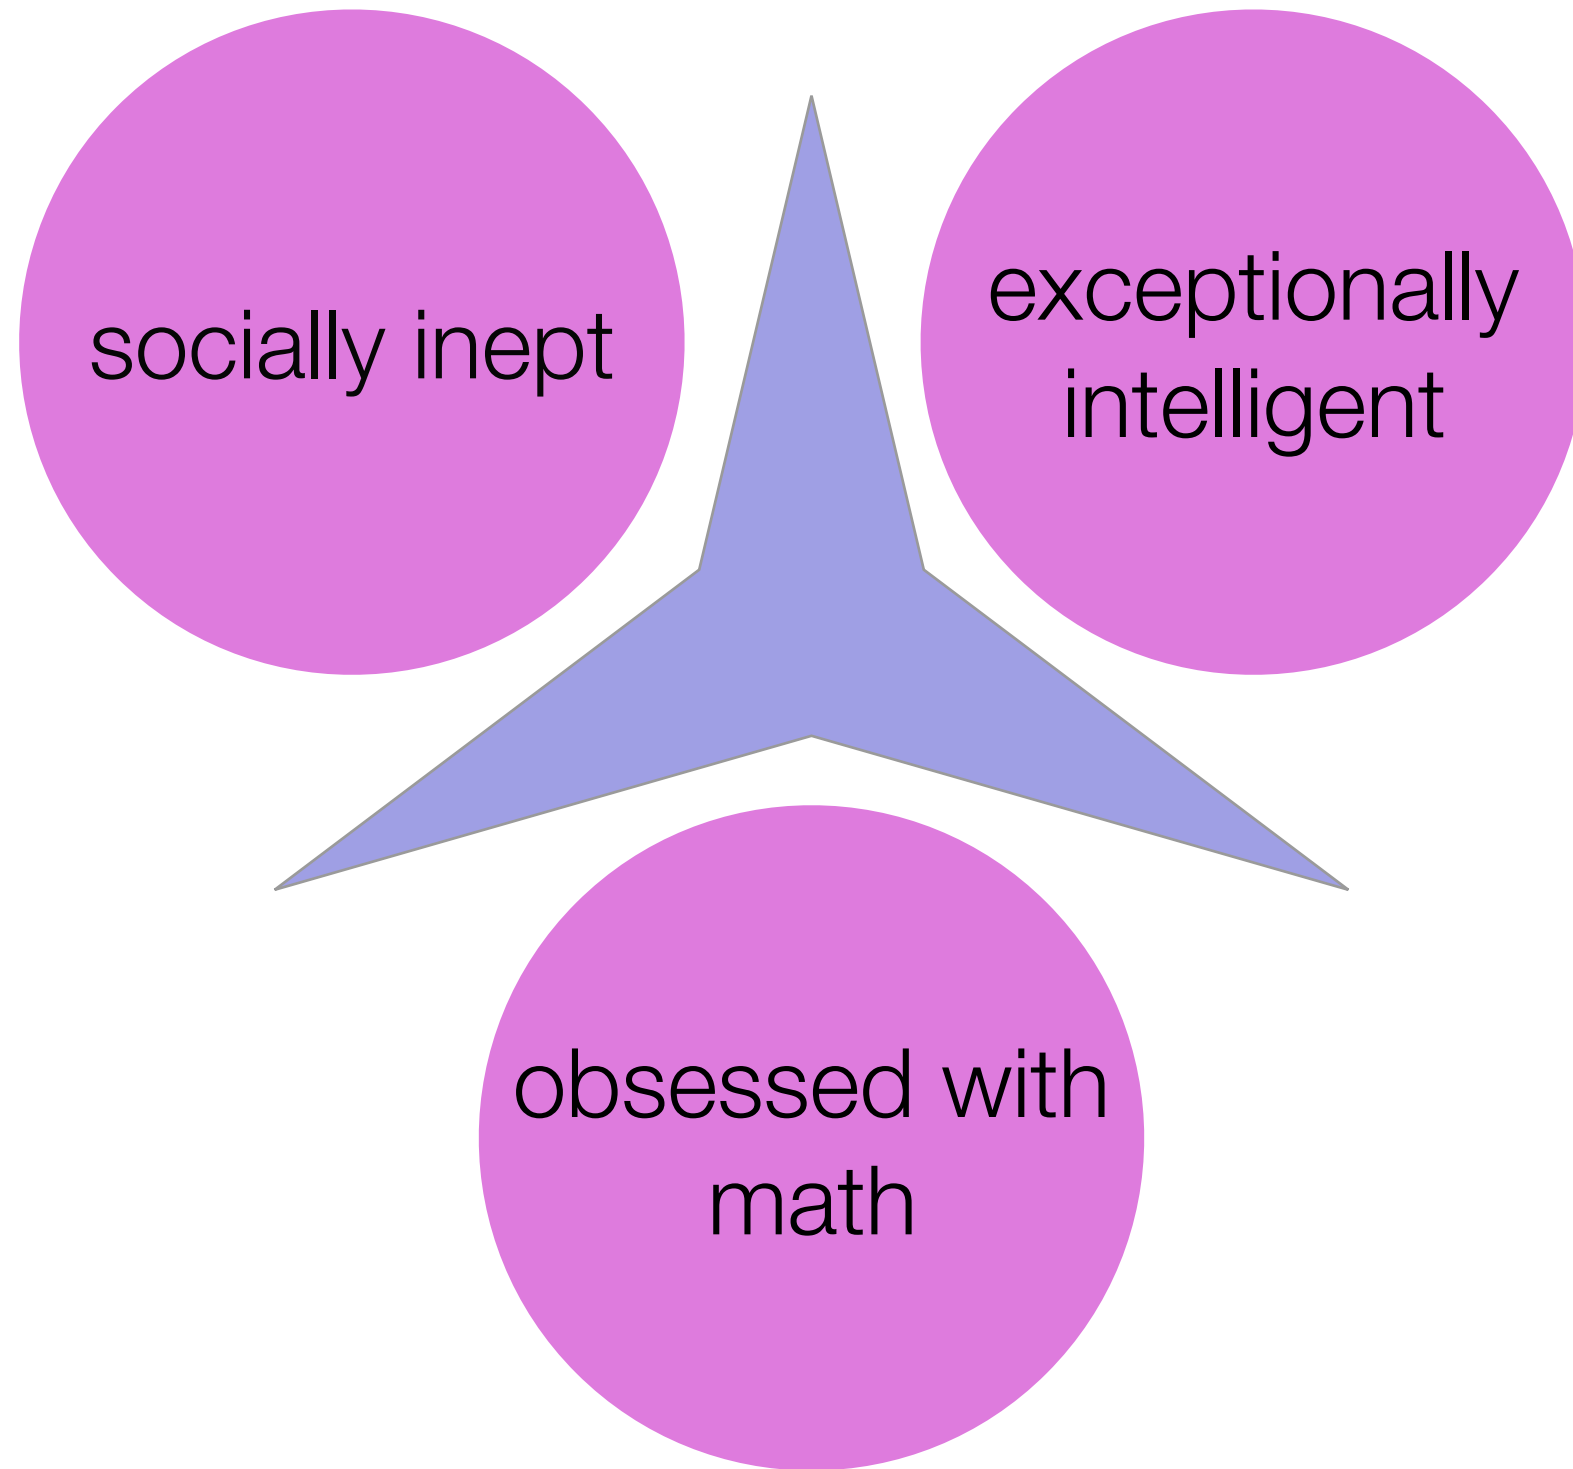 socially inept
exceptionally
intelligent
obsessed with
math